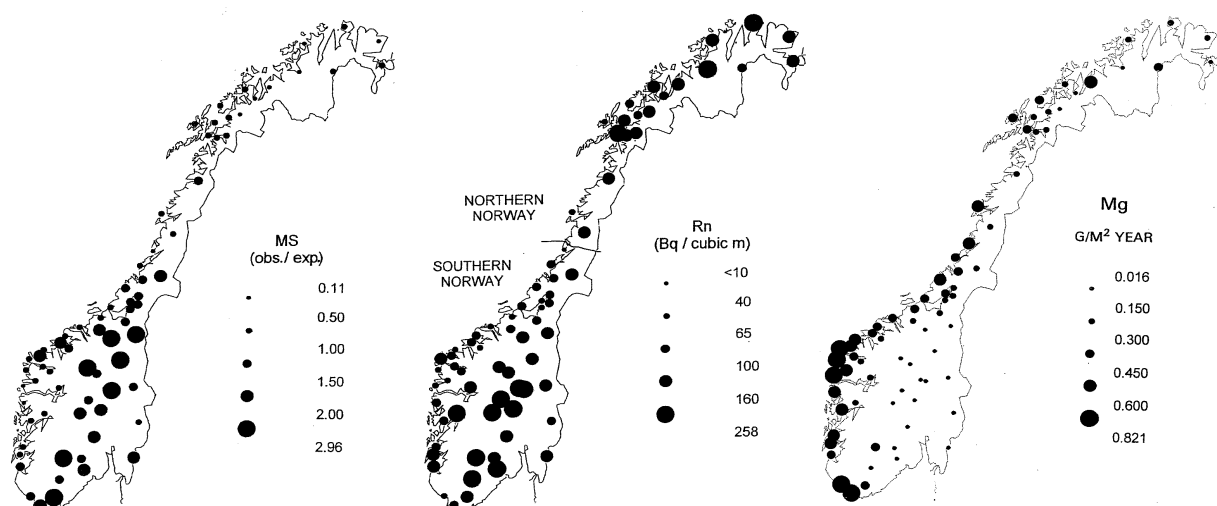 MS
(obs./ exp.)
0.11
0.50
1.00
1.50
2.00
2.96
NORTHERN
NORWAY
SOUTHERN
NORWAY
Rn
(Bq / cubic m)
<10
40
65
100
160
258
Mg
G/M² YEAR
0.016
0.150
0.300
0.450
0.600
0.821